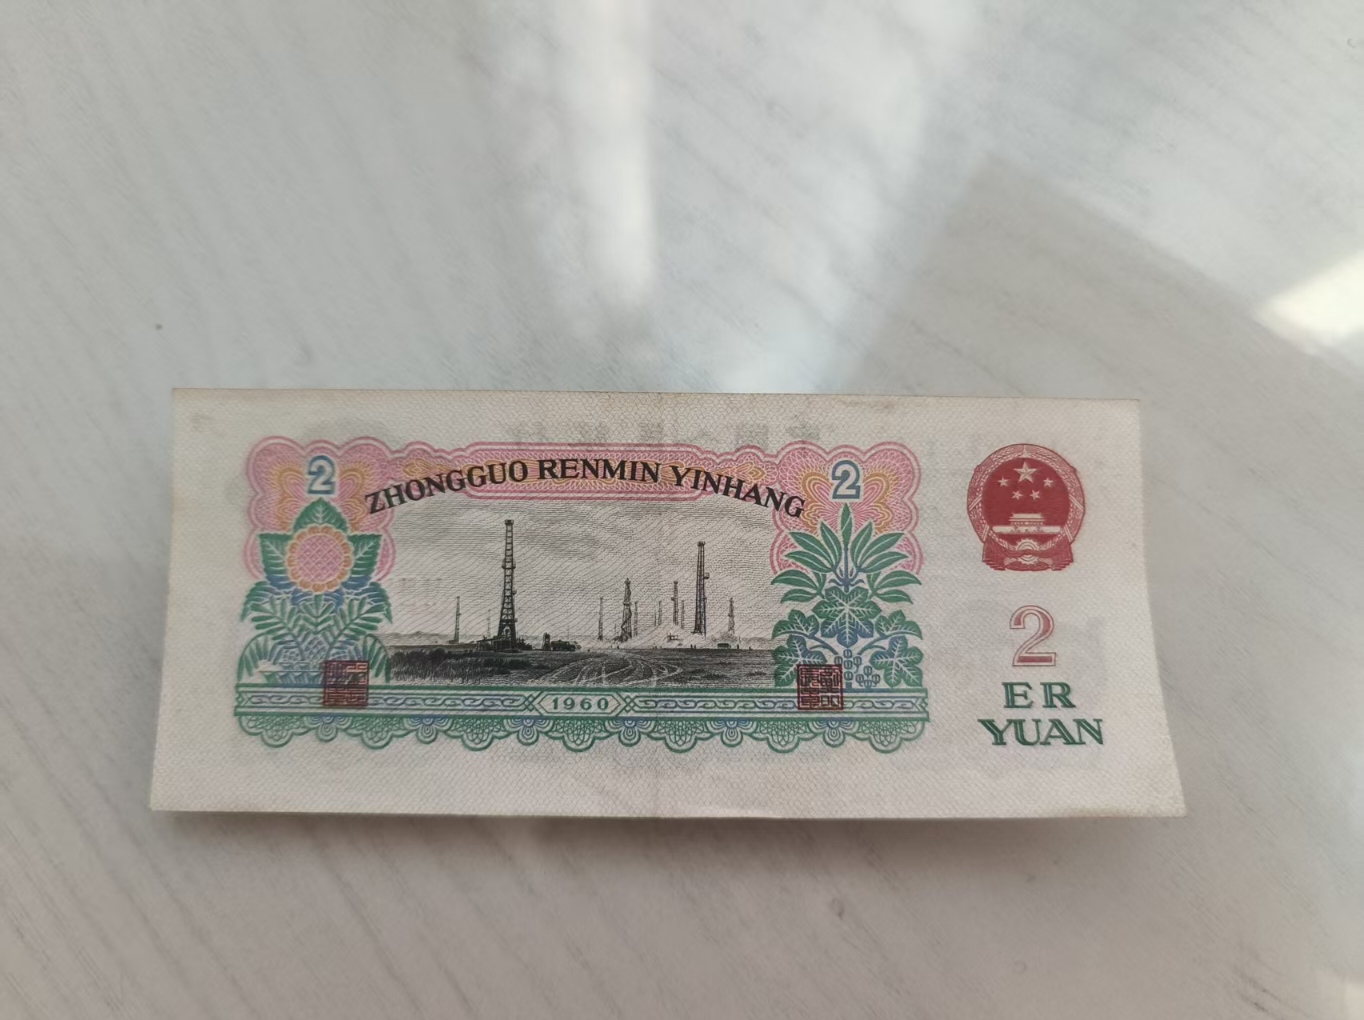 2
ZHONGGUO RENMIN YINHANG
2
1960
2
ER
YUAN